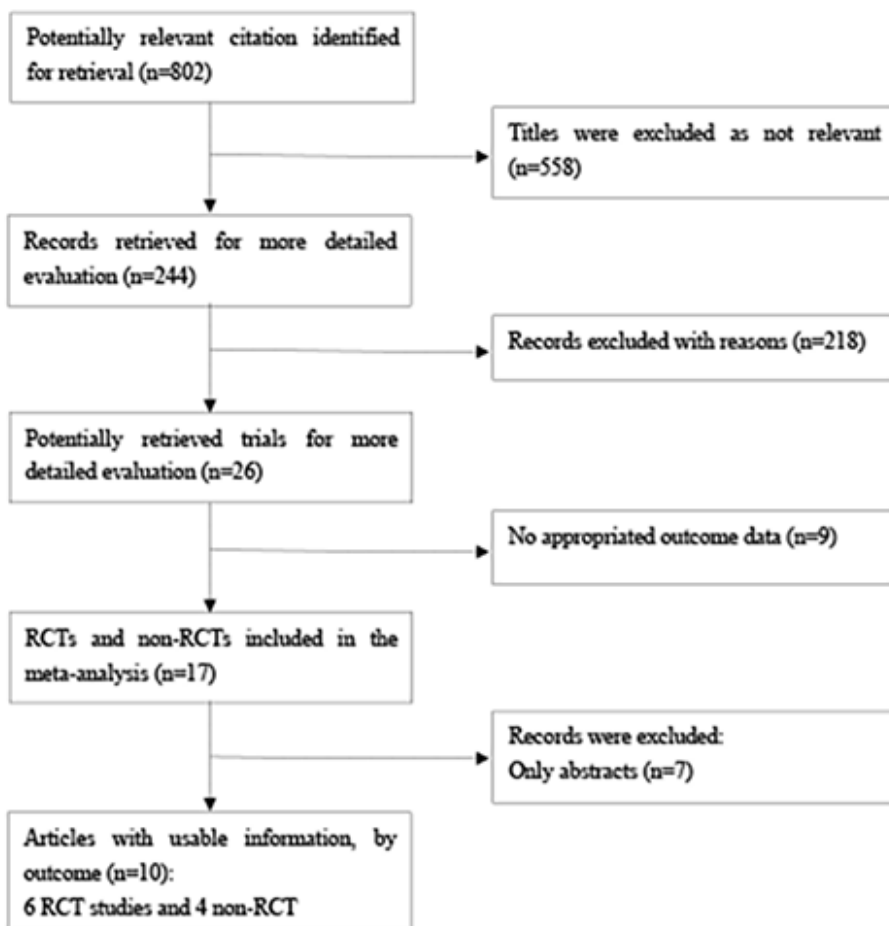 Potentially relevant citation identified
for retrieval (n=802)
Titles were excluded as not relevant
(n=558)
Records retrieved for more detailed
evaluation (n=244)
Records excluded with reasons (n=218)
Potentially retrieved trials for more
detailed evaluation (n=26)
No appropriated outcome data (n=9)
RCTs and non-RCTs included in the
meta-analysis (n=17)
Records were excluded:
Only abstracts (n=7)
Articles with usable information, by
outcome (n=10):
6 RCT studies and 4 non-RCT